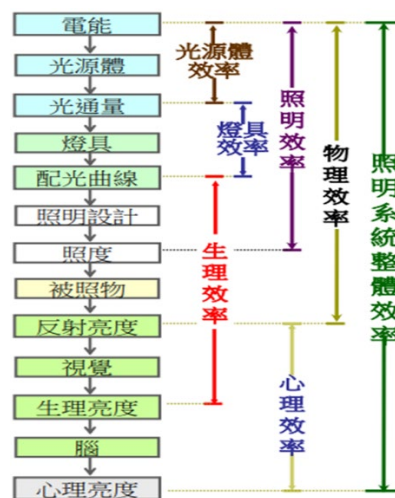 電能
光源體
光通量
燈具
配光曲線
照明設計
照度
被照物
反射亮度
視覺
生理亮度
腦
心理亮度
光源體
效率
燈具
效率
生理效率
照明效率
心理效率
物理效率
照明系統整體效率